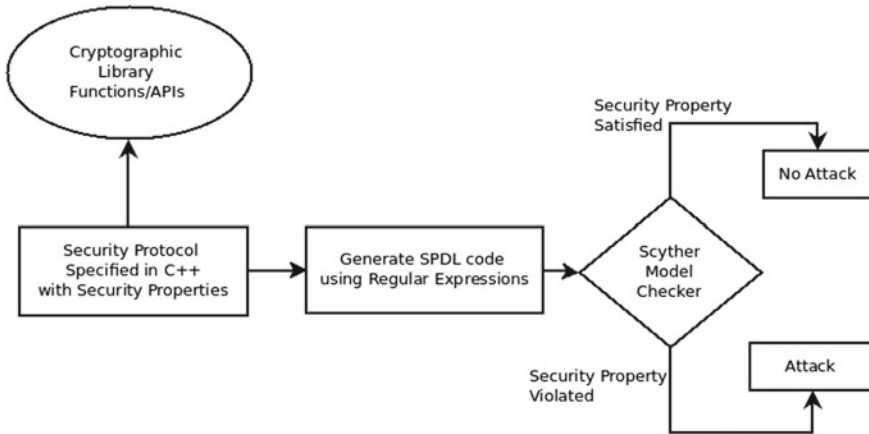 Cryptographic
Library
Functions/APIs
Security Protocol
Specified in C++
with Security Properties
Generate SPDL code
using Regular Expressions
Scyther
Model
Checker
Security Property
Satisfied
No Attack
Security Property
Violated
Attack